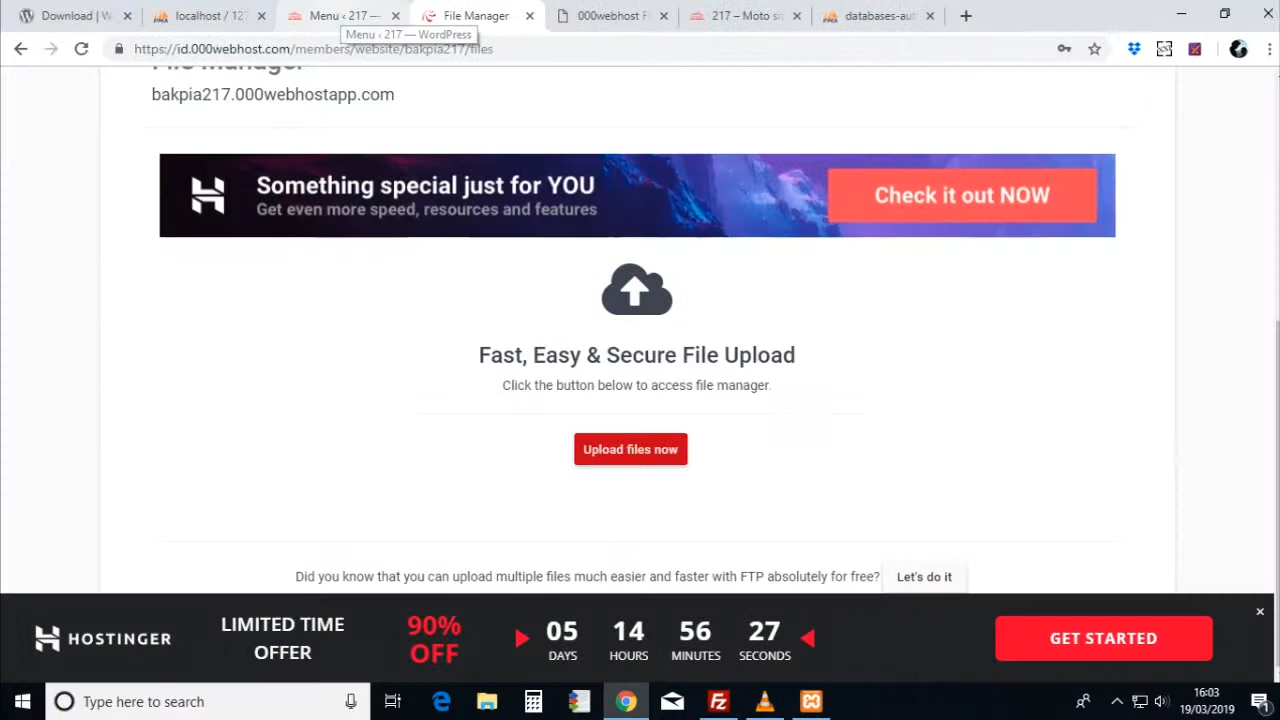 Download | W
localhost / 127
Menu ‹ 217 —
File Manager
000webhost F
217 – Moto si
databases-aut
Menu ‹ 217 — WordPress
https://id.000webhost.com/members/website/bakpia217/files
File Manager
bakpia217.000webhostapp.com
Something special just for YOU
Get even more speed, resources and features
Check it out NOW
Fast, Easy & Secure File Upload
Click the button below to access file manager.
Upload files now
Did you know that you can upload multiple files much easier and faster with FTP absolutely for free?
Let's do it
HOSTINGER
LIMITED TIME
OFFER
90%
OFF
05
DAYS
14
HOURS
56
MINUTES
27
SECONDS
GET STARTED
Type here to search
16:03
19/03/2019
1